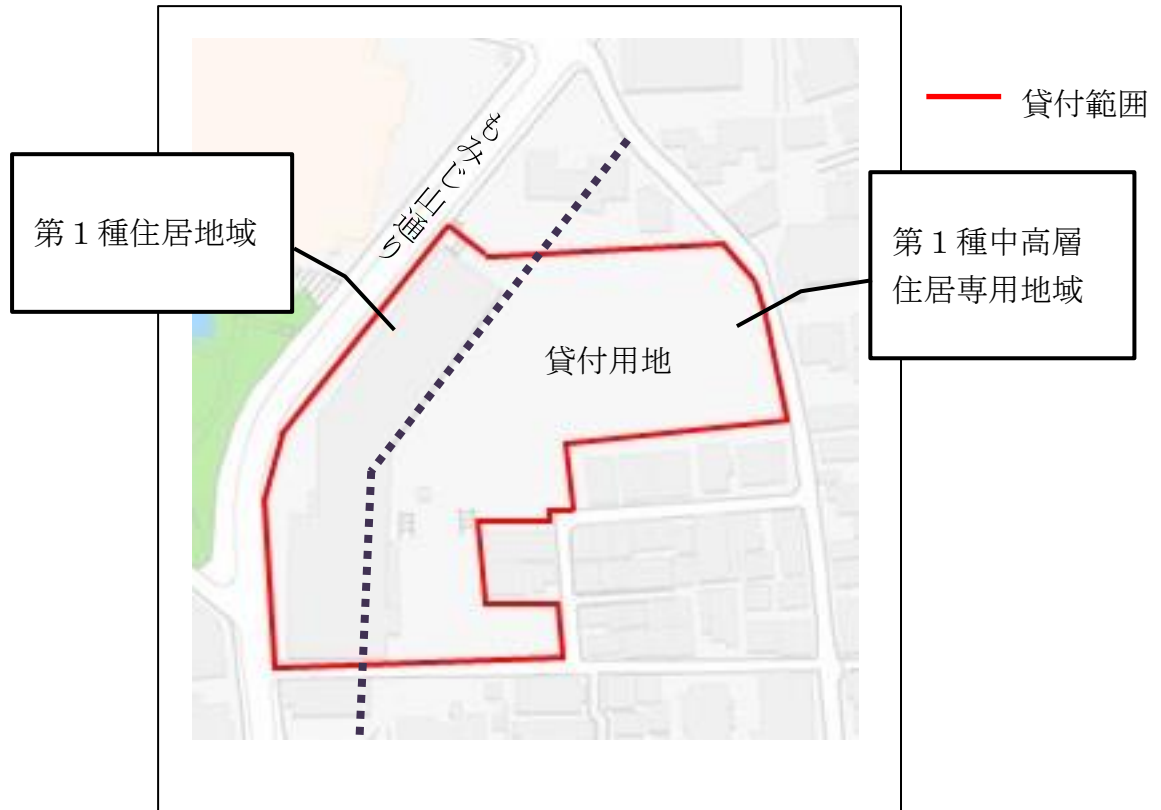 貸付範囲
もみじ山通り
第１種住居地域
第１種中高層
住居専用地域
貸付用地